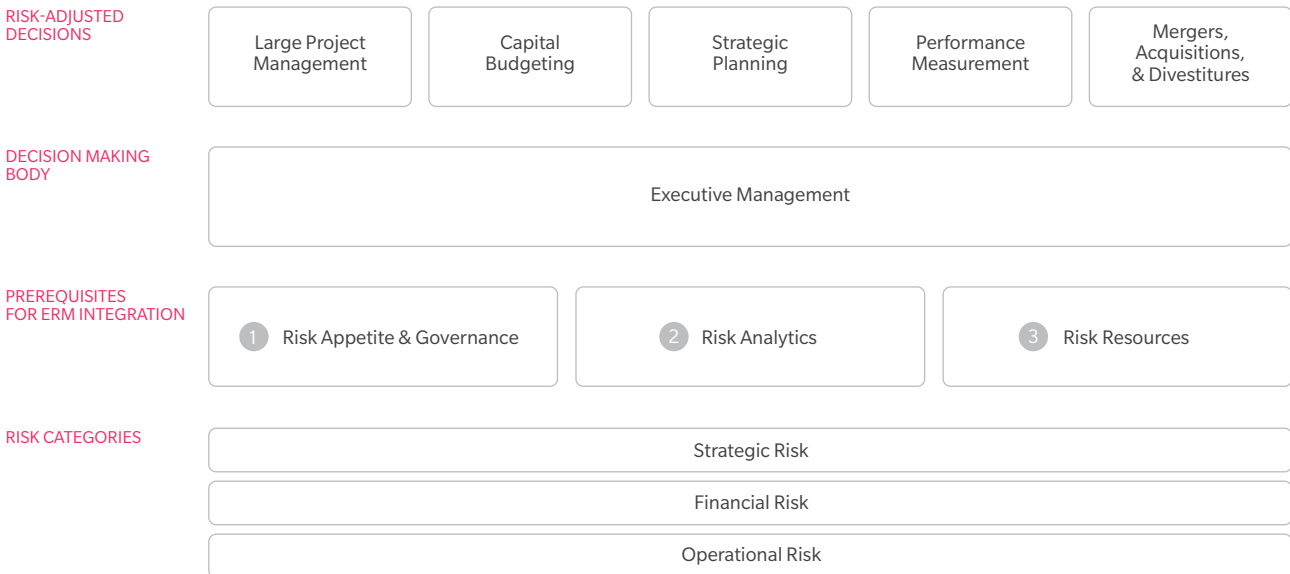 RISK-ADJUSTED
DECISIONS
Large Project
Management
Capital
Budgeting
Strategic
Planning
Performance
Measurement
Mergers,
Acquisitions,
& Divestitures
DECISION MAKING
BODY
Executive Management
PREREQUISITES
FOR ERM INTEGRATION
1 Risk Appetite & Governance
2 Risk Analytics
3 Risk Resources
RISK CATEGORIES
Strategic Risk
Financial Risk
Operational Risk